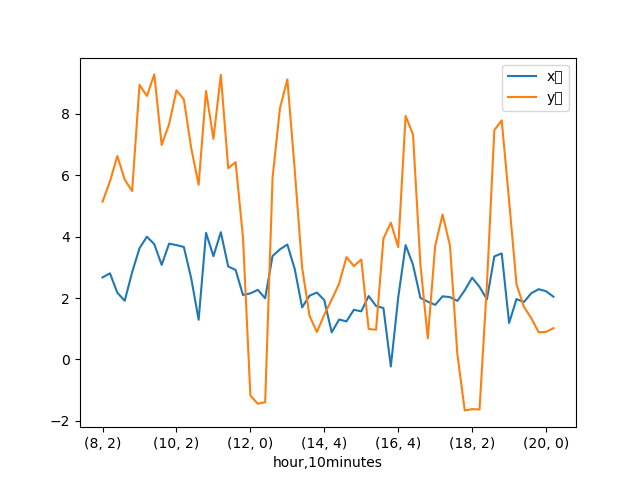 x
y
8
6
4
2
0
−2
(8, 2) (10, 2) (12, 0) (14, 4) (16, 4) (18, 2) (20, 0)
hour,10minutes